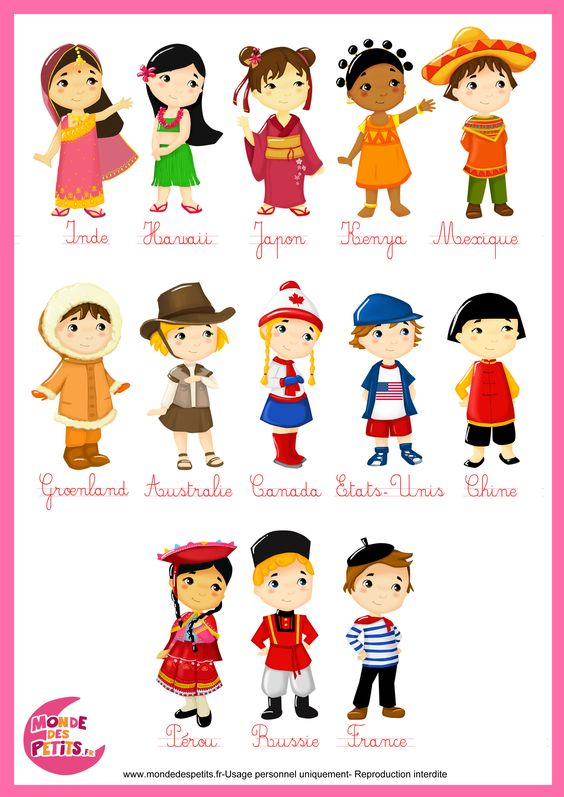 Inde Hawaii Japon Kenya Mexique
Groenland Australie Canada Etats-Unis Chine
Pérou Russie France
MONDE
DES
PETITS.FR
www.mondedespetits.fr-Usage personnel uniquement- Reproduction interdite